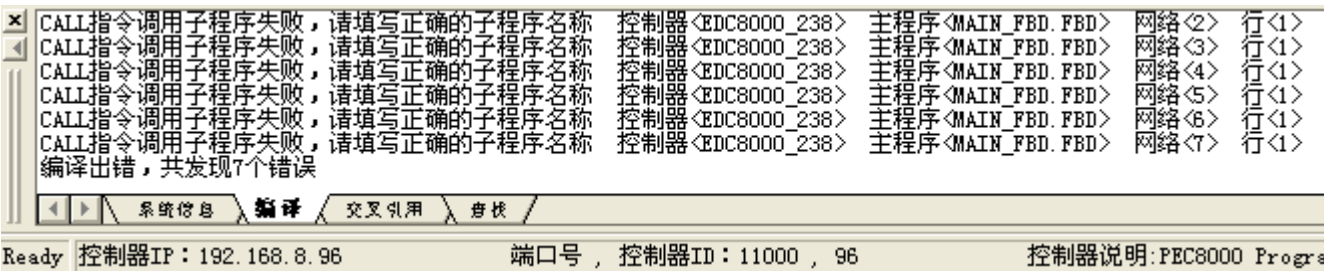 CALL指令调用子程序失败，请填写正确的子程序名称 控制器<EDC8000_238> 主程序<MAIN_FBD.FBD> 网络<2> 行<1>
CALL指令调用子程序失败，请填写正确的子程序名称 控制器<EDC8000_238> 主程序<MAIN_FBD.FBD> 网络<3> 行<1>
CALL指令调用子程序失败，请填写正确的子程序名称 控制器<EDC8000_238> 主程序<MAIN_FBD.FBD> 网络<4> 行<1>
CALL指令调用子程序失败，请填写正确的子程序名称 控制器<EDC8000_238> 主程序<MAIN_FBD.FBD> 网络<5> 行<1>
CALL指令调用子程序失败，请填写正确的子程序名称 控制器<EDC8000_238> 主程序<MAIN_FBD.FBD> 网络<6> 行<1>
CALL指令调用子程序失败，请填写正确的子程序名称 控制器<EDC8000_238> 主程序<MAIN_FBD.FBD> 网络<7> 行<1>
编译出错，共发现7个错误
系统信息 编译 交叉引用 查找
Ready 控制器IP：192.168.8.96 端口号 , 控制器ID：11000 , 96 控制器说明:PEC8000 Progra